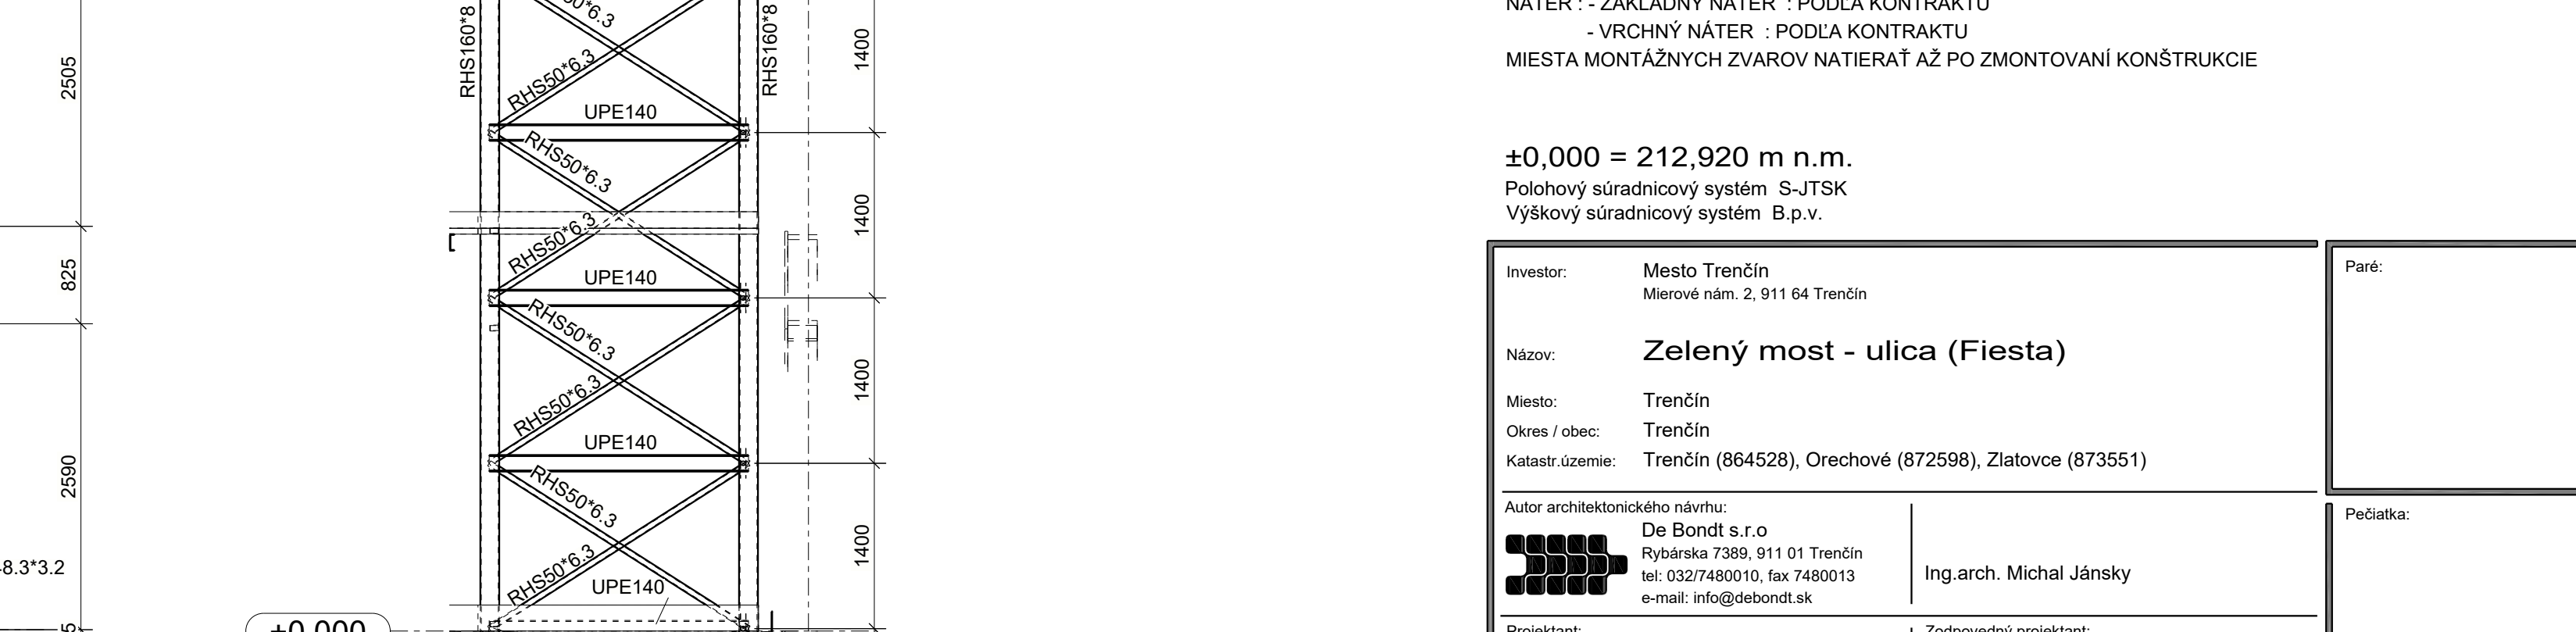 2505
825
2590
8.3*3.2
±0,000
RHS160*8
RHS160*8
RHS50*6.3
UPE140
RHS50*6.3
RHS50*6.3
UPE140
RHS50*6.3
RHS50*6.3
UPE140
RHS50*6.3
RHS50*6.3
UPE140
1400
1400
1400
1400
NÁTER : - ZÁKLADNÝ NÁTER : PODĽA KONTRAKTU
- VRCHNÝ NÁTER : PODĽA KONTRAKTU
MIESTA MONTÁŽNYCH ZVAROV NATIERAŤ AŽ PO ZMONTOVANÍ KONŠTRUKCIE
±0,000 = 212,920 m n.m.
Polohový súradnicový systém S-JTSK
Výškový súradnicový systém B.p.v.
Investor: Mesto Trenčín
Mierové nám. 2, 911 64 Trenčín
Názov: Zelený most - ulica (Fiesta)
Miesto: Trenčín
Okres / obec: Trenčín
Katastr.územie: Trenčín (864528), Orechové (872598), Zlatovce (873551)
Autor architektonického návrhu:
De Bondt s.r.o
Rybárska 7389, 911 01 Trenčín
tel: 032/7480010, fax 7480013
e-mail: info@debondt.sk
Ing.arch. Michal Jánsky
Projektant: Zodpovedný projektant:
Paré:
Pečiatka: